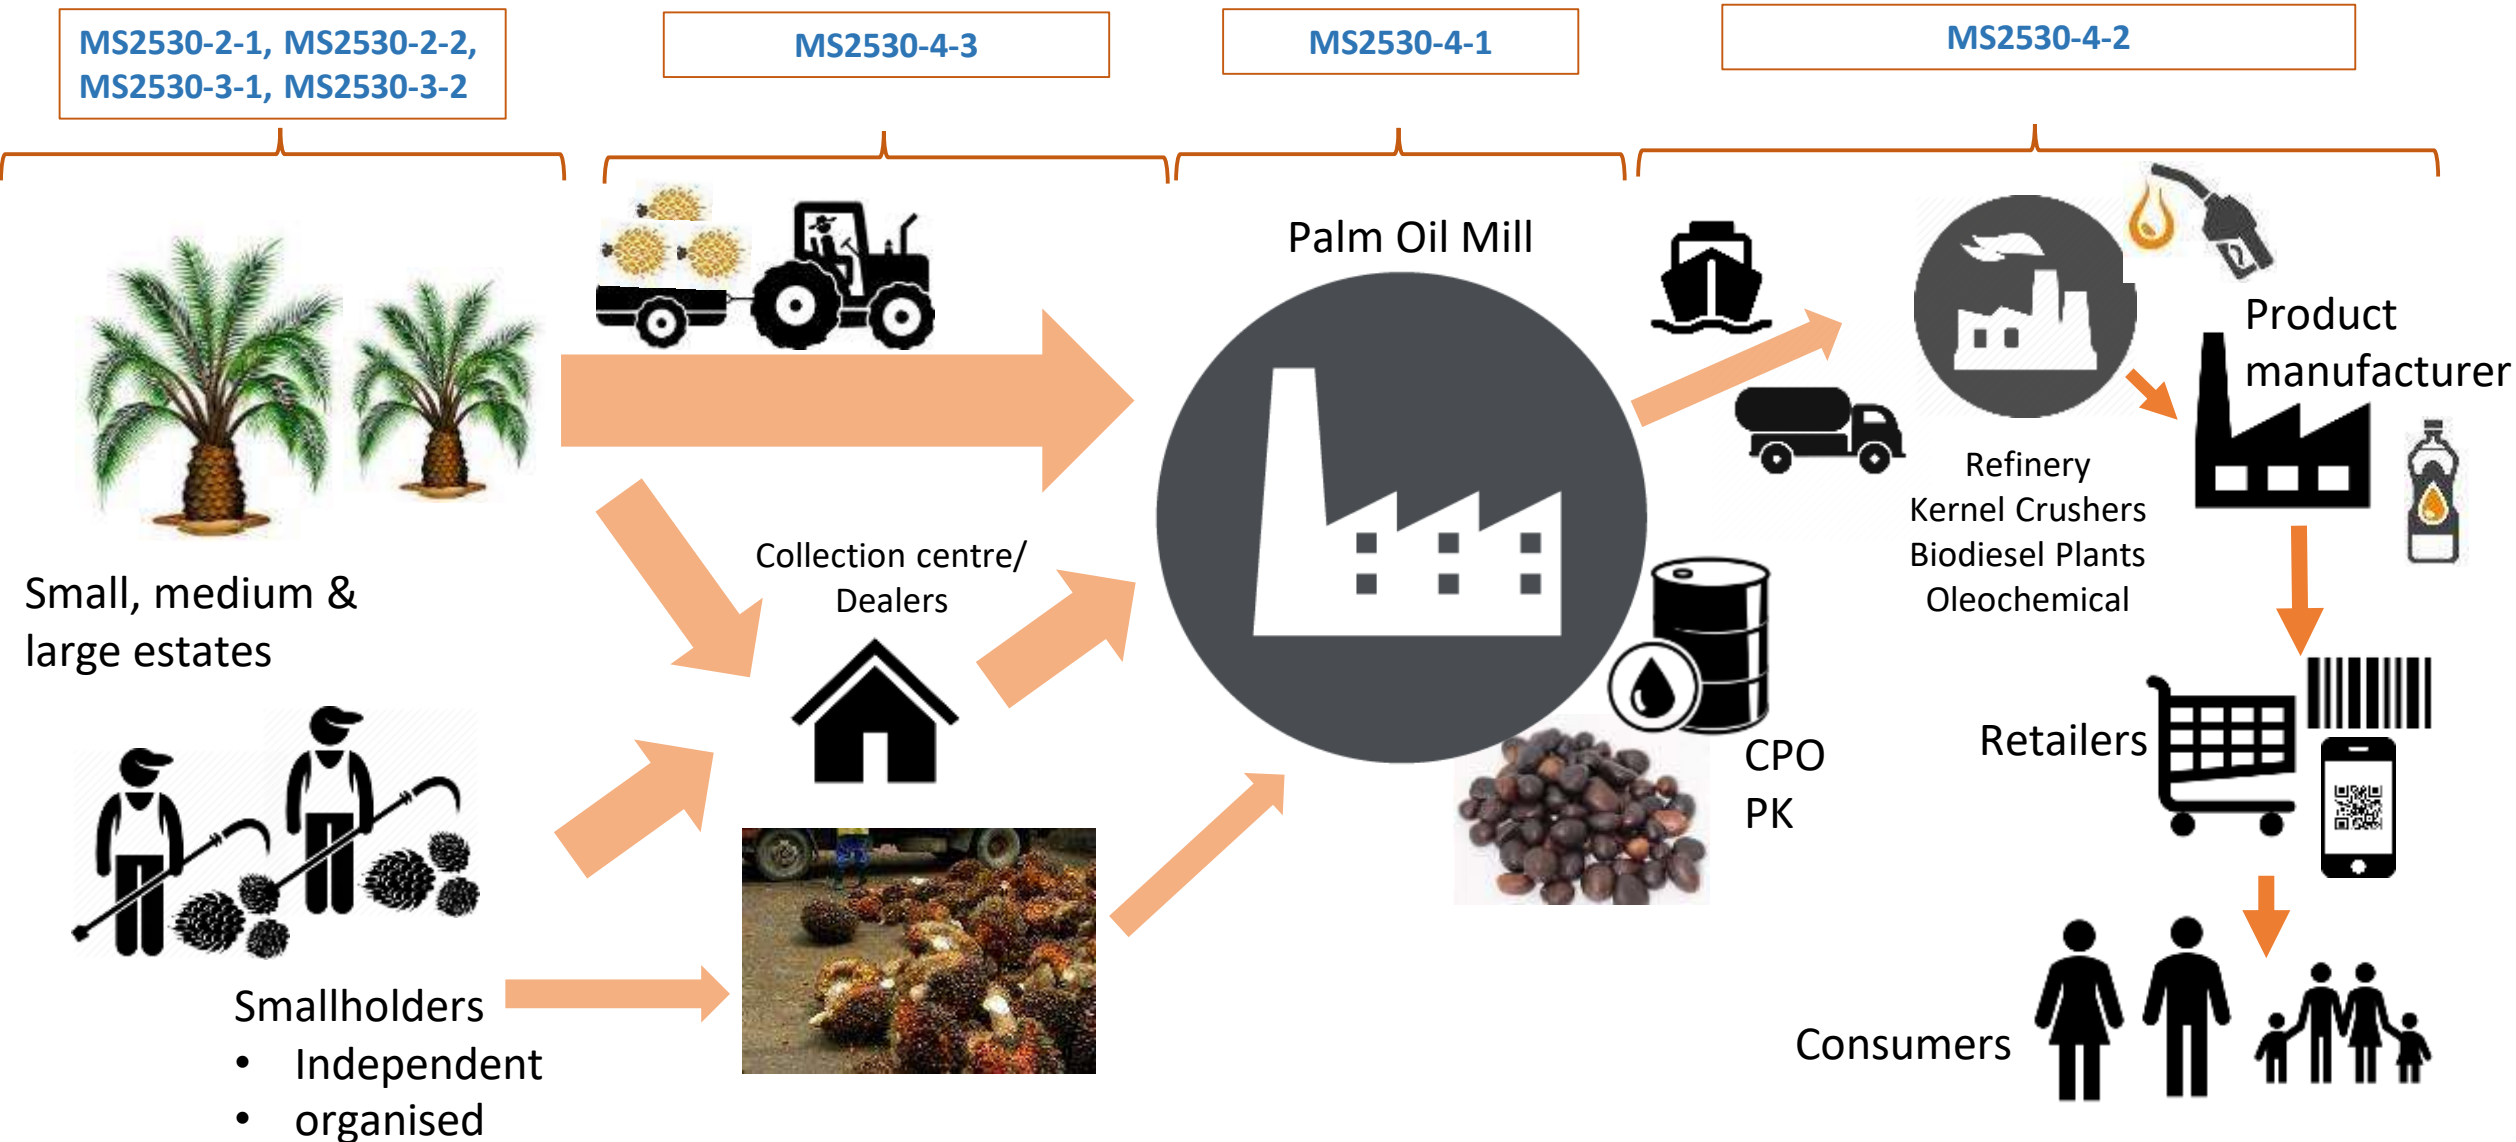 MS2530-2-1, MS2530-2-2,
MS2530-3-1, MS2530-3-2
MS2530-4-3
MS2530-4-1
MS2530-4-2
Palm Oil Mill
Product
manufacturer
Refinery
Kernel Crushers
Biodiesel Plants
Oleochemical
Collection centre/
Dealers
Small, medium &
large estates
CPO
PK
Retailers
Smallholders
• Independent
• organised
Consumers